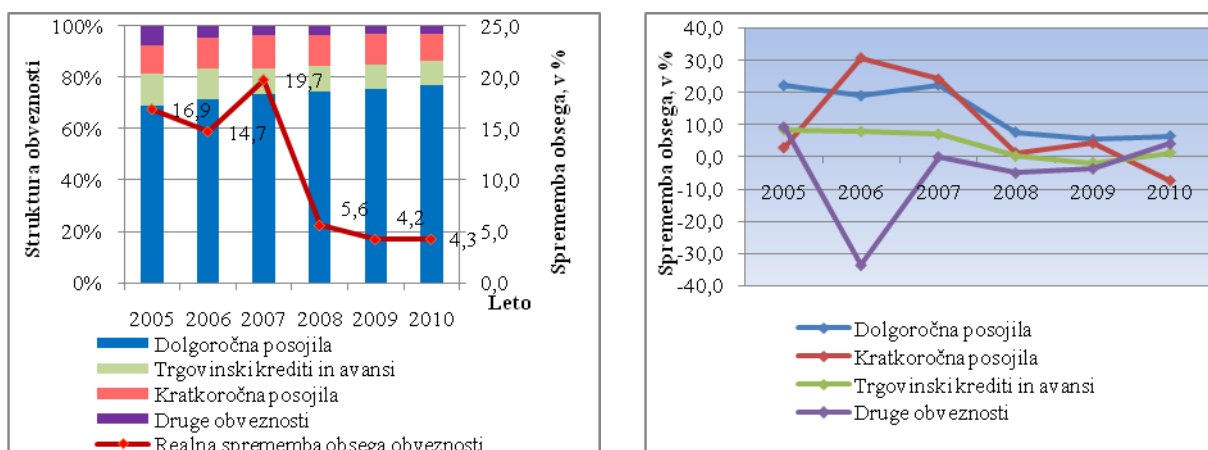 Struktura obveznosti
100%
80%
60%
40%
20%
0%
16,9
14,7
19,7
5,6
4,2
4,3
25,0
20,0
15,0
10,0
5,0
0,0
Sprememba obsega, v %
Leto
2005 2006 2007 2008 2009 2010
Dolgoročna posojila
Trgovinski krediti in avansi
Kratkoročna posojila
Druge obveznosti
Realna sprememba obsega obveznosti
Sprememba obsega, v %
40,0
30,0
20,0
10,0
0,0
-10,0
-20,0
-30,0
-40,0
2005 2006 2007 2008 2009 2010
Dolgoročna posojila
Kratkoročna posojila
Trgovinski krediti in avansi
Druge obveznosti